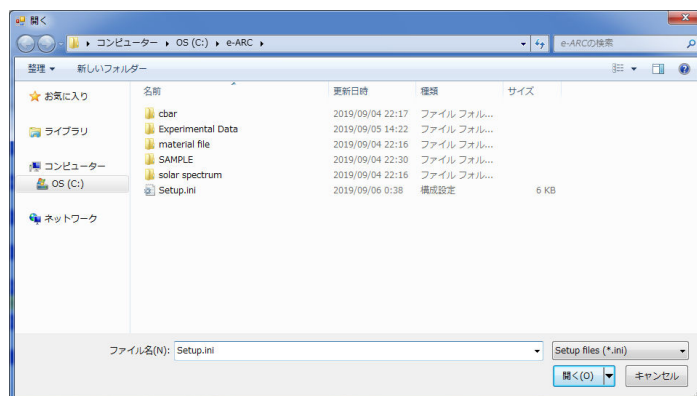 開く
コンピューター ▸ OS (C:) ▸ e-ARC ▸
e-ARCの検索
整理 ▾ 新しいフォルダー
お気に入り
ライブラリ
コンピューター
OS (C:)
ネットワーク
名前 更新日時 種類 サイズ
cbar 2019/09/04 22:17 ファイル フォル...
Experimental Data 2019/09/05 14:22 ファイル フォル...
material file 2019/09/04 22:16 ファイル フォル...
SAMPLE 2019/09/04 22:30 ファイル フォル...
solar spectrum 2019/09/04 22:16 ファイル フォル...
Setup.ini 2019/09/06 0:38 構成設定 6 KB
ファイル名(N): Setup.ini Setup files (*.ini)
開く(O) キャンセル